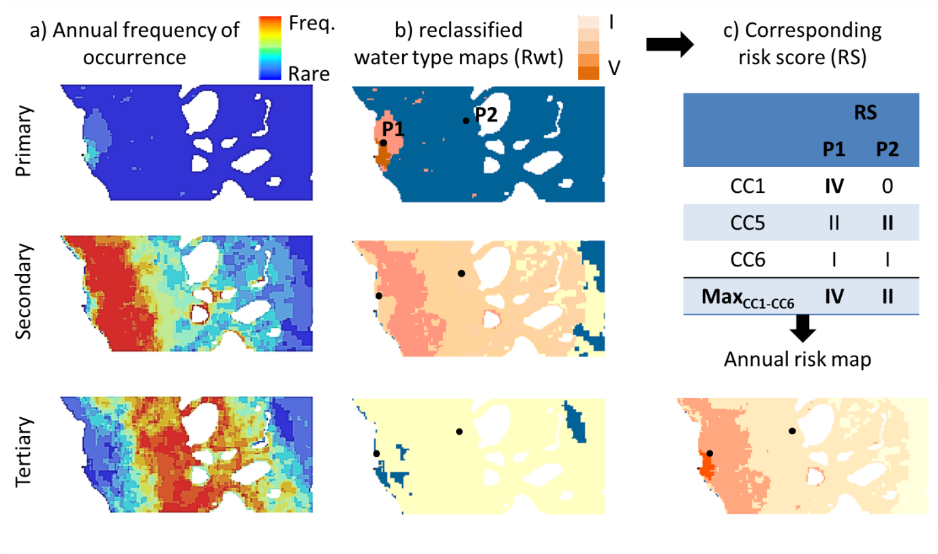 a) Annual frequency of
occurrence
Freq.
Rare
b) reclassified
water type maps (Rwt)
I
V
c) Corresponding
risk score (RS)
Primary
P1
P2
RS
P1 P2
CC1 IV 0
CC5 II II
CC6 I I
MaxCC1-CC6 IV II
Secondary
Annual risk map
Tertiary